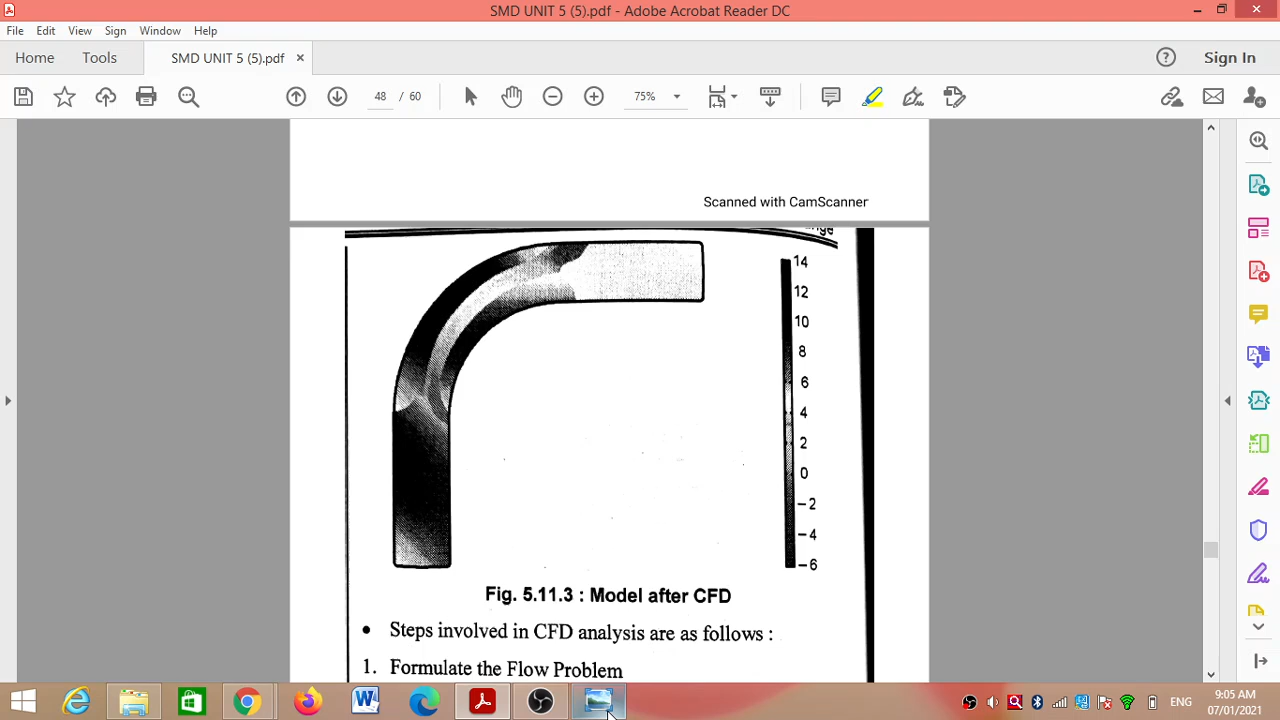 SMD UNIT 5 (5).pdf - Adobe Acrobat Reader DC
File Edit View Sign Window Help
Home Tools SMD UNIT 5 (5).pdf × Sign In
48 / 60 75%
Scanned with CamScanner
14
12
10
8
6
4
2
0
–2
–4
–6
Fig. 5.11.3 : Model after CFD
• Steps involved in CFD analysis are as follows :
1. Formulate the Flow Problem
ENG 9:05 AM
07/01/2021